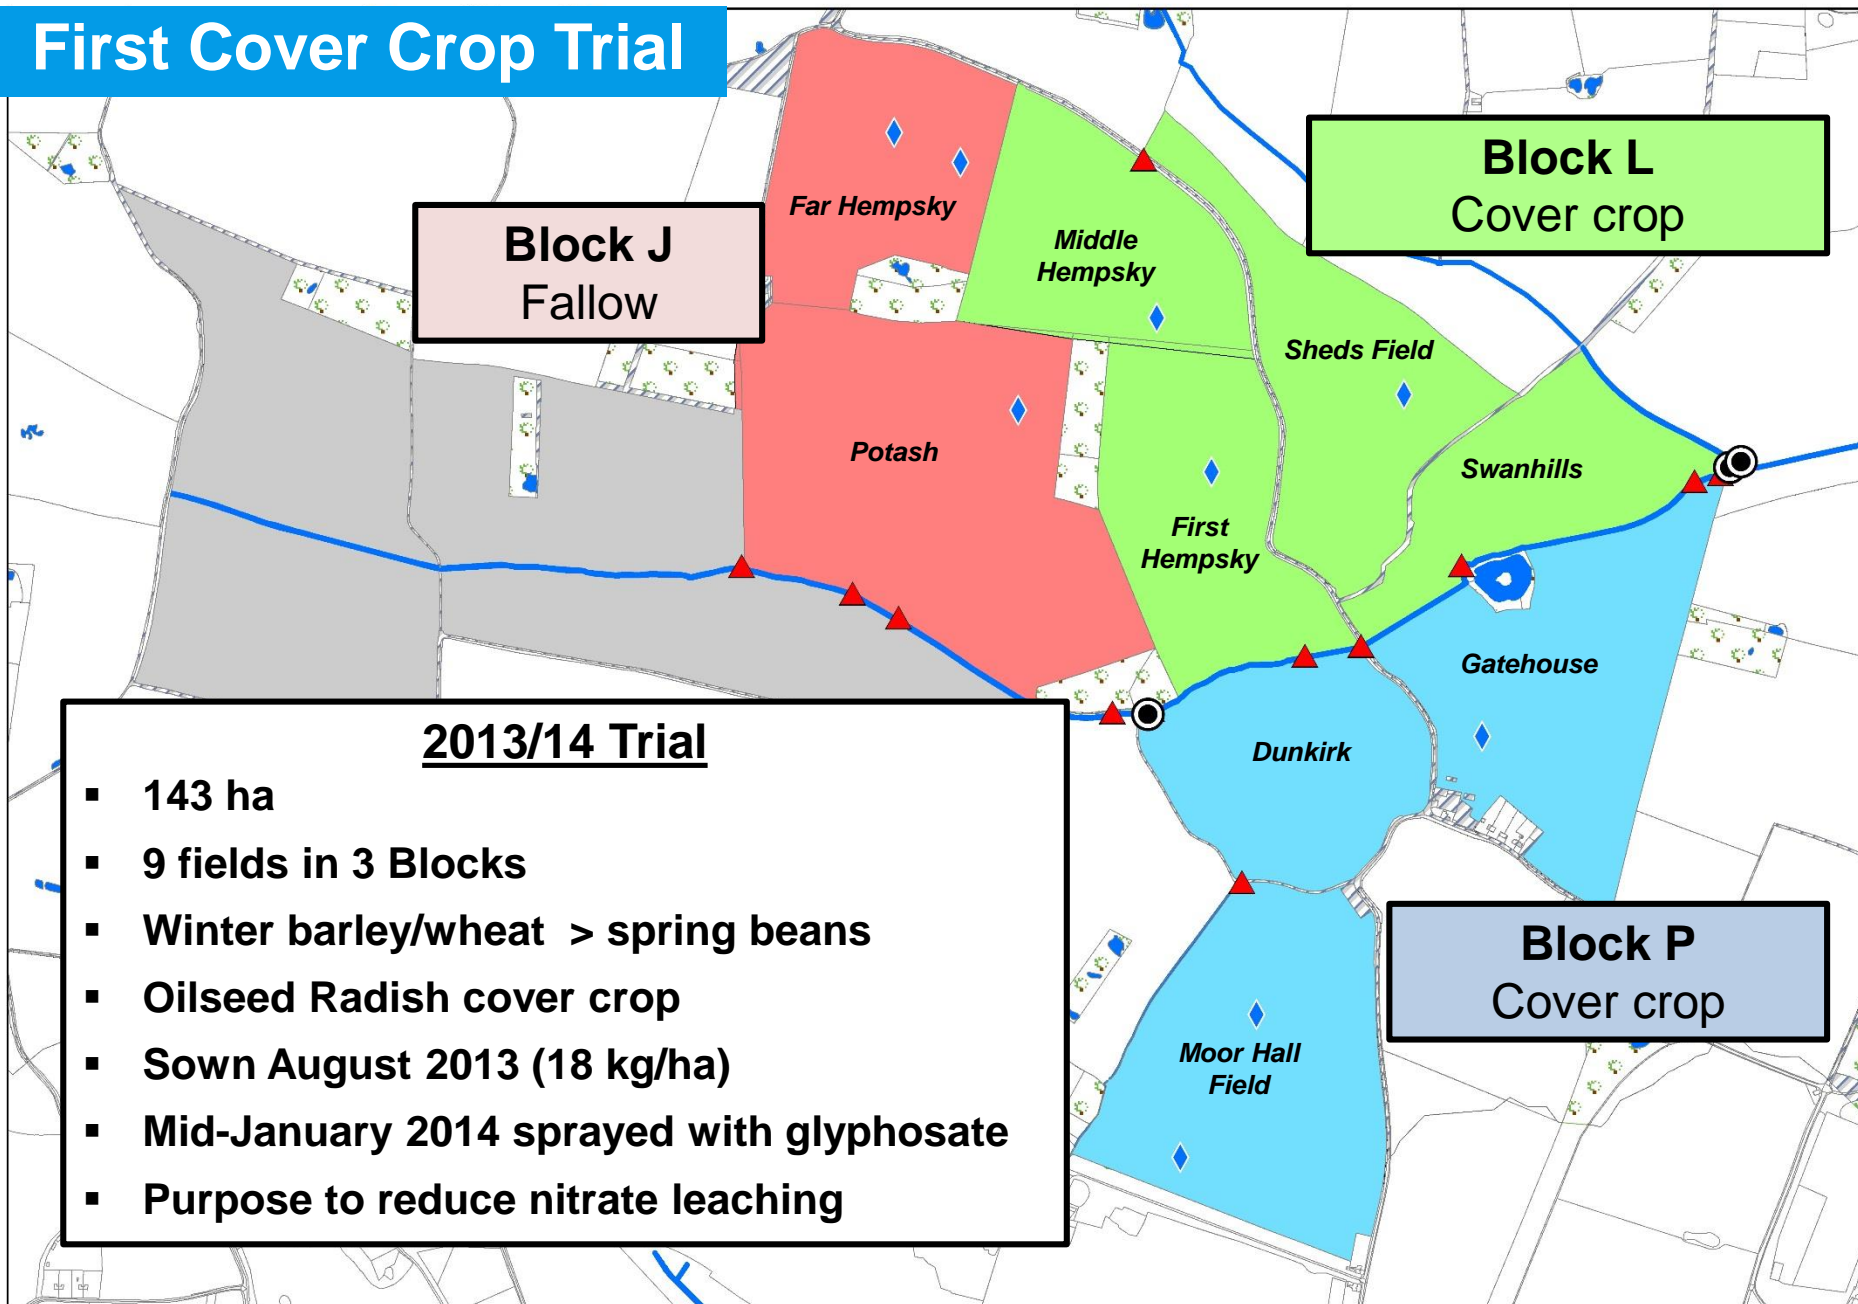 First Cover Crop Trial
Block L
Cover crop
Block J
Fallow
Far Hempsky
Middle
Hempsky
Sheds Field
Potash
Swanhills
First
Hempsky
Gatehouse
Dunkirk
2013/14 Trial
▪ 143 ha
▪ 9 fields in 3 Blocks
▪ Winter barley/wheat > spring beans
▪ Oilseed Radish cover crop
▪ Sown August 2013 (18 kg/ha)
▪ Mid-January 2014 sprayed with glyphosate
▪ Purpose to reduce nitrate leaching
Block P
Cover crop
Moor Hall
Field